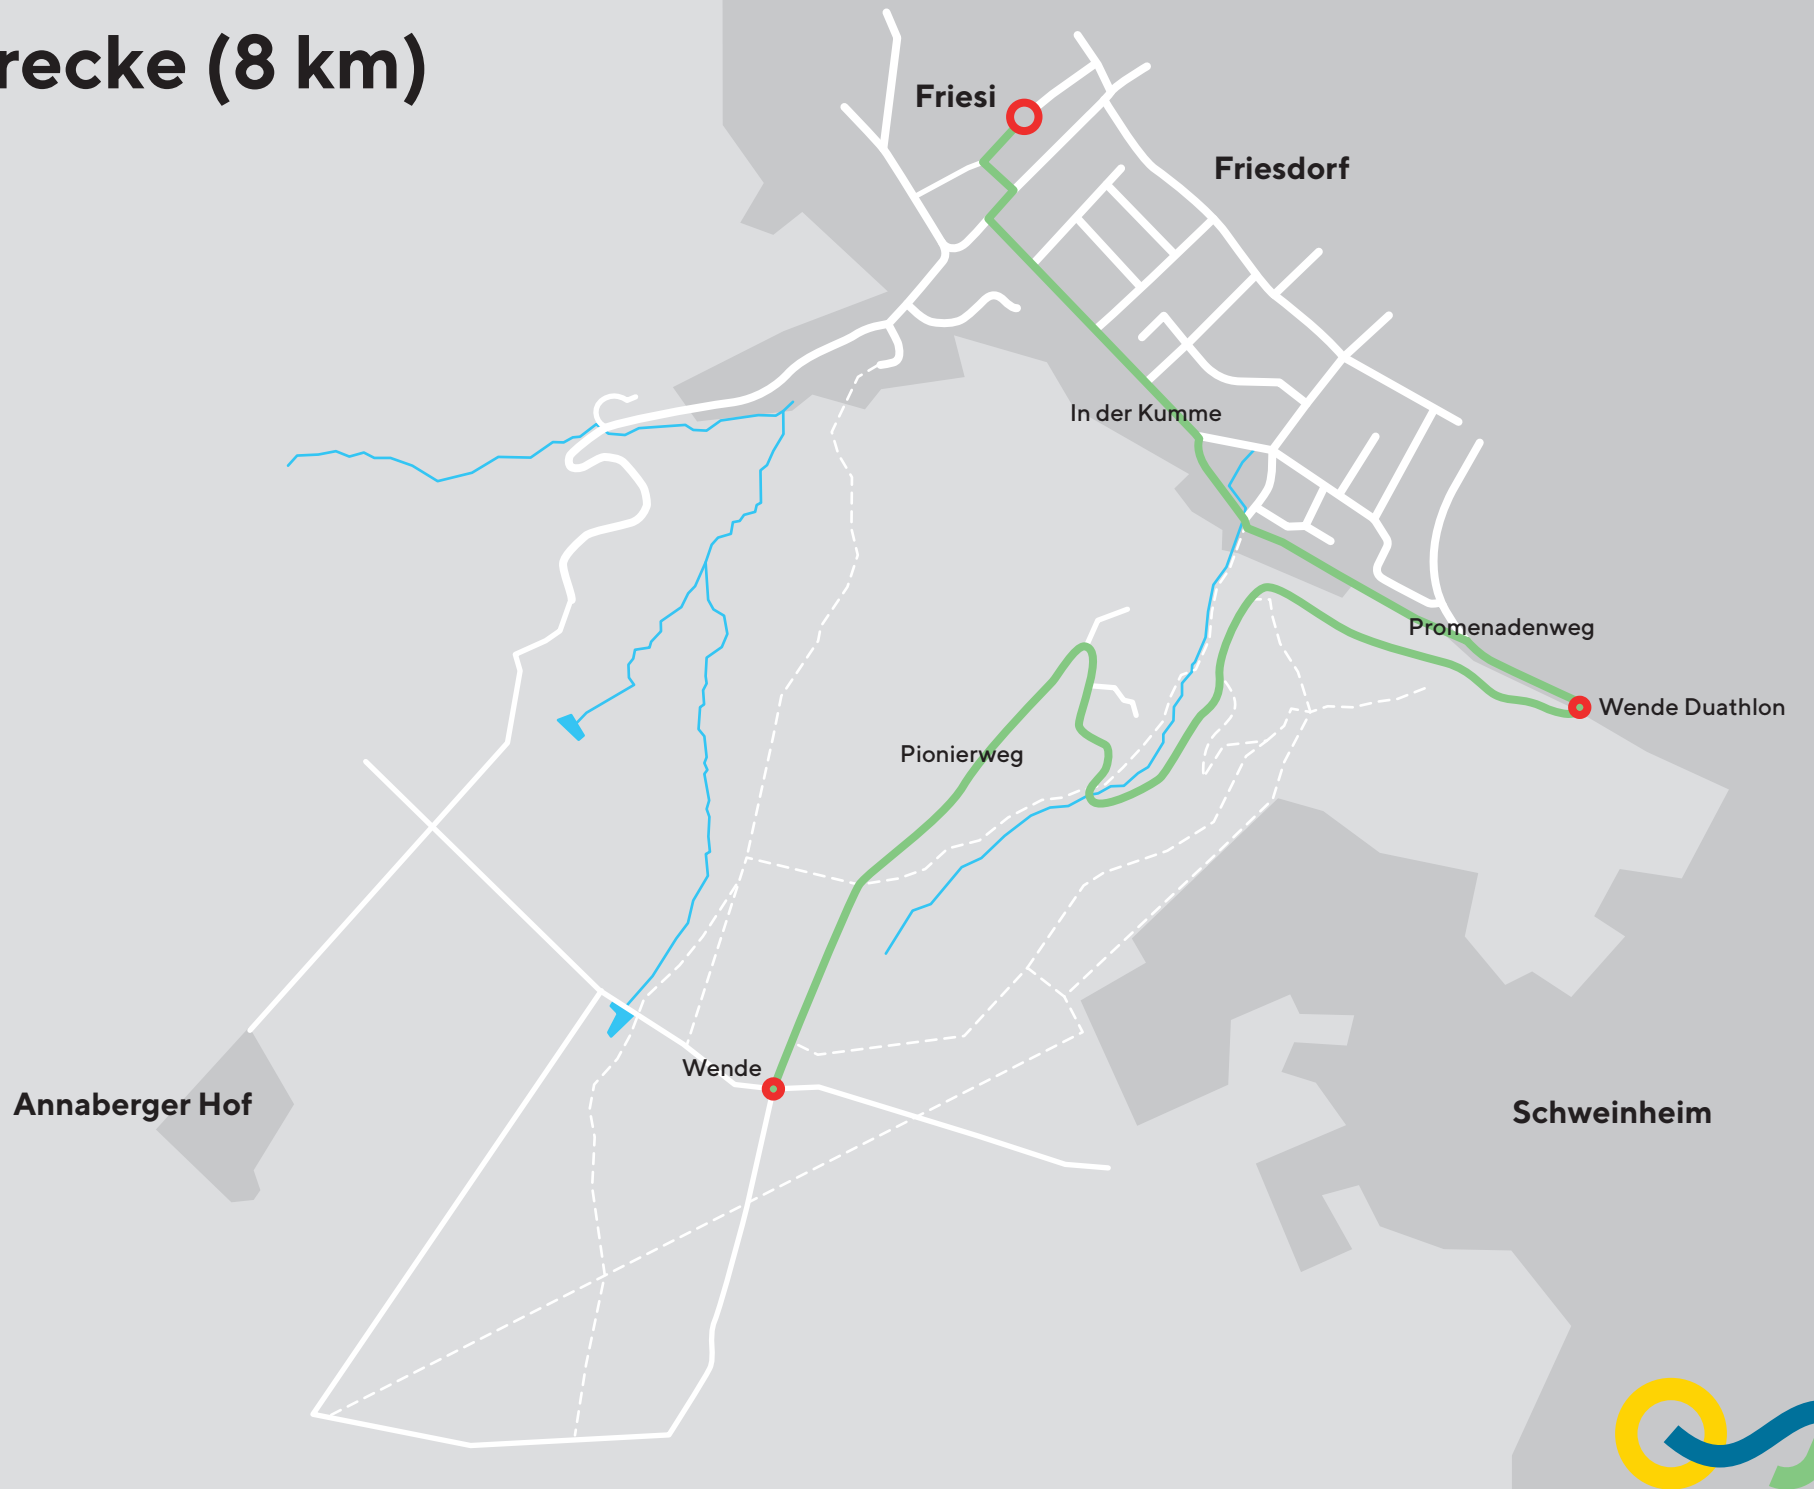 recke (8 km)
Friesi
Friesdorf
In der Kumme
Promenadenweg
Wende Duathlon
Pionierweg
Wende
Annaberger Hof
Schweinheim